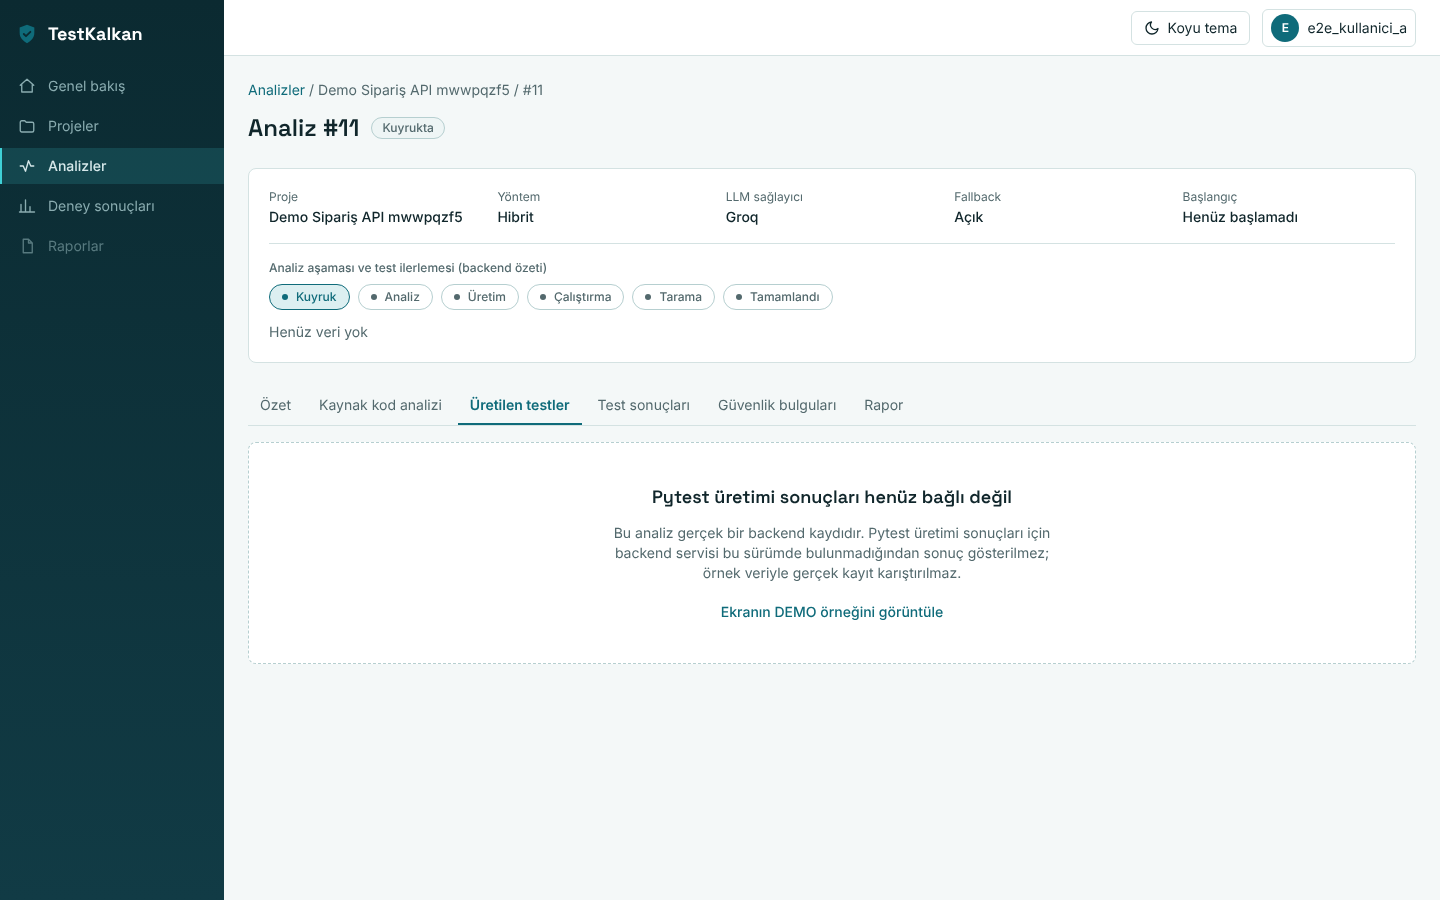 TestKalkan
Genel bakış
Projeler
Analizler
Deney sonuçları
Raporlar
Koyu tema
E
e2e_kullanici_a
Analizler / Demo Sipariş API mwwpqzf5 / #11
Analiz #11
Kuyrukta
Proje
Demo Sipariş API mwwpqzf5
Yöntem
Hibrit
LLM sağlayıcı
Groq
Fallback
Açık
Başlangıç
Henüz başlamadı
Analiz aşaması ve test ilerlemesi (backend özeti)
Kuyruk
Analiz
Üretim
Çalıştırma
Tarama
Tamamlandı
Henüz veri yok
Özet
Kaynak kod analizi
Üretilen testler
Test sonuçları
Güvenlik bulguları
Rapor
Pytest üretimi sonuçları henüz bağlı değil
Bu analiz gerçek bir backend kaydıdır. Pytest üretimi sonuçları için
backend servisi bu sürümde bulunmadığından sonuç gösterilmez;
örnek veriyle gerçek kayıt karıştırılmaz.
Ekranın DEMO örneğini görüntüle